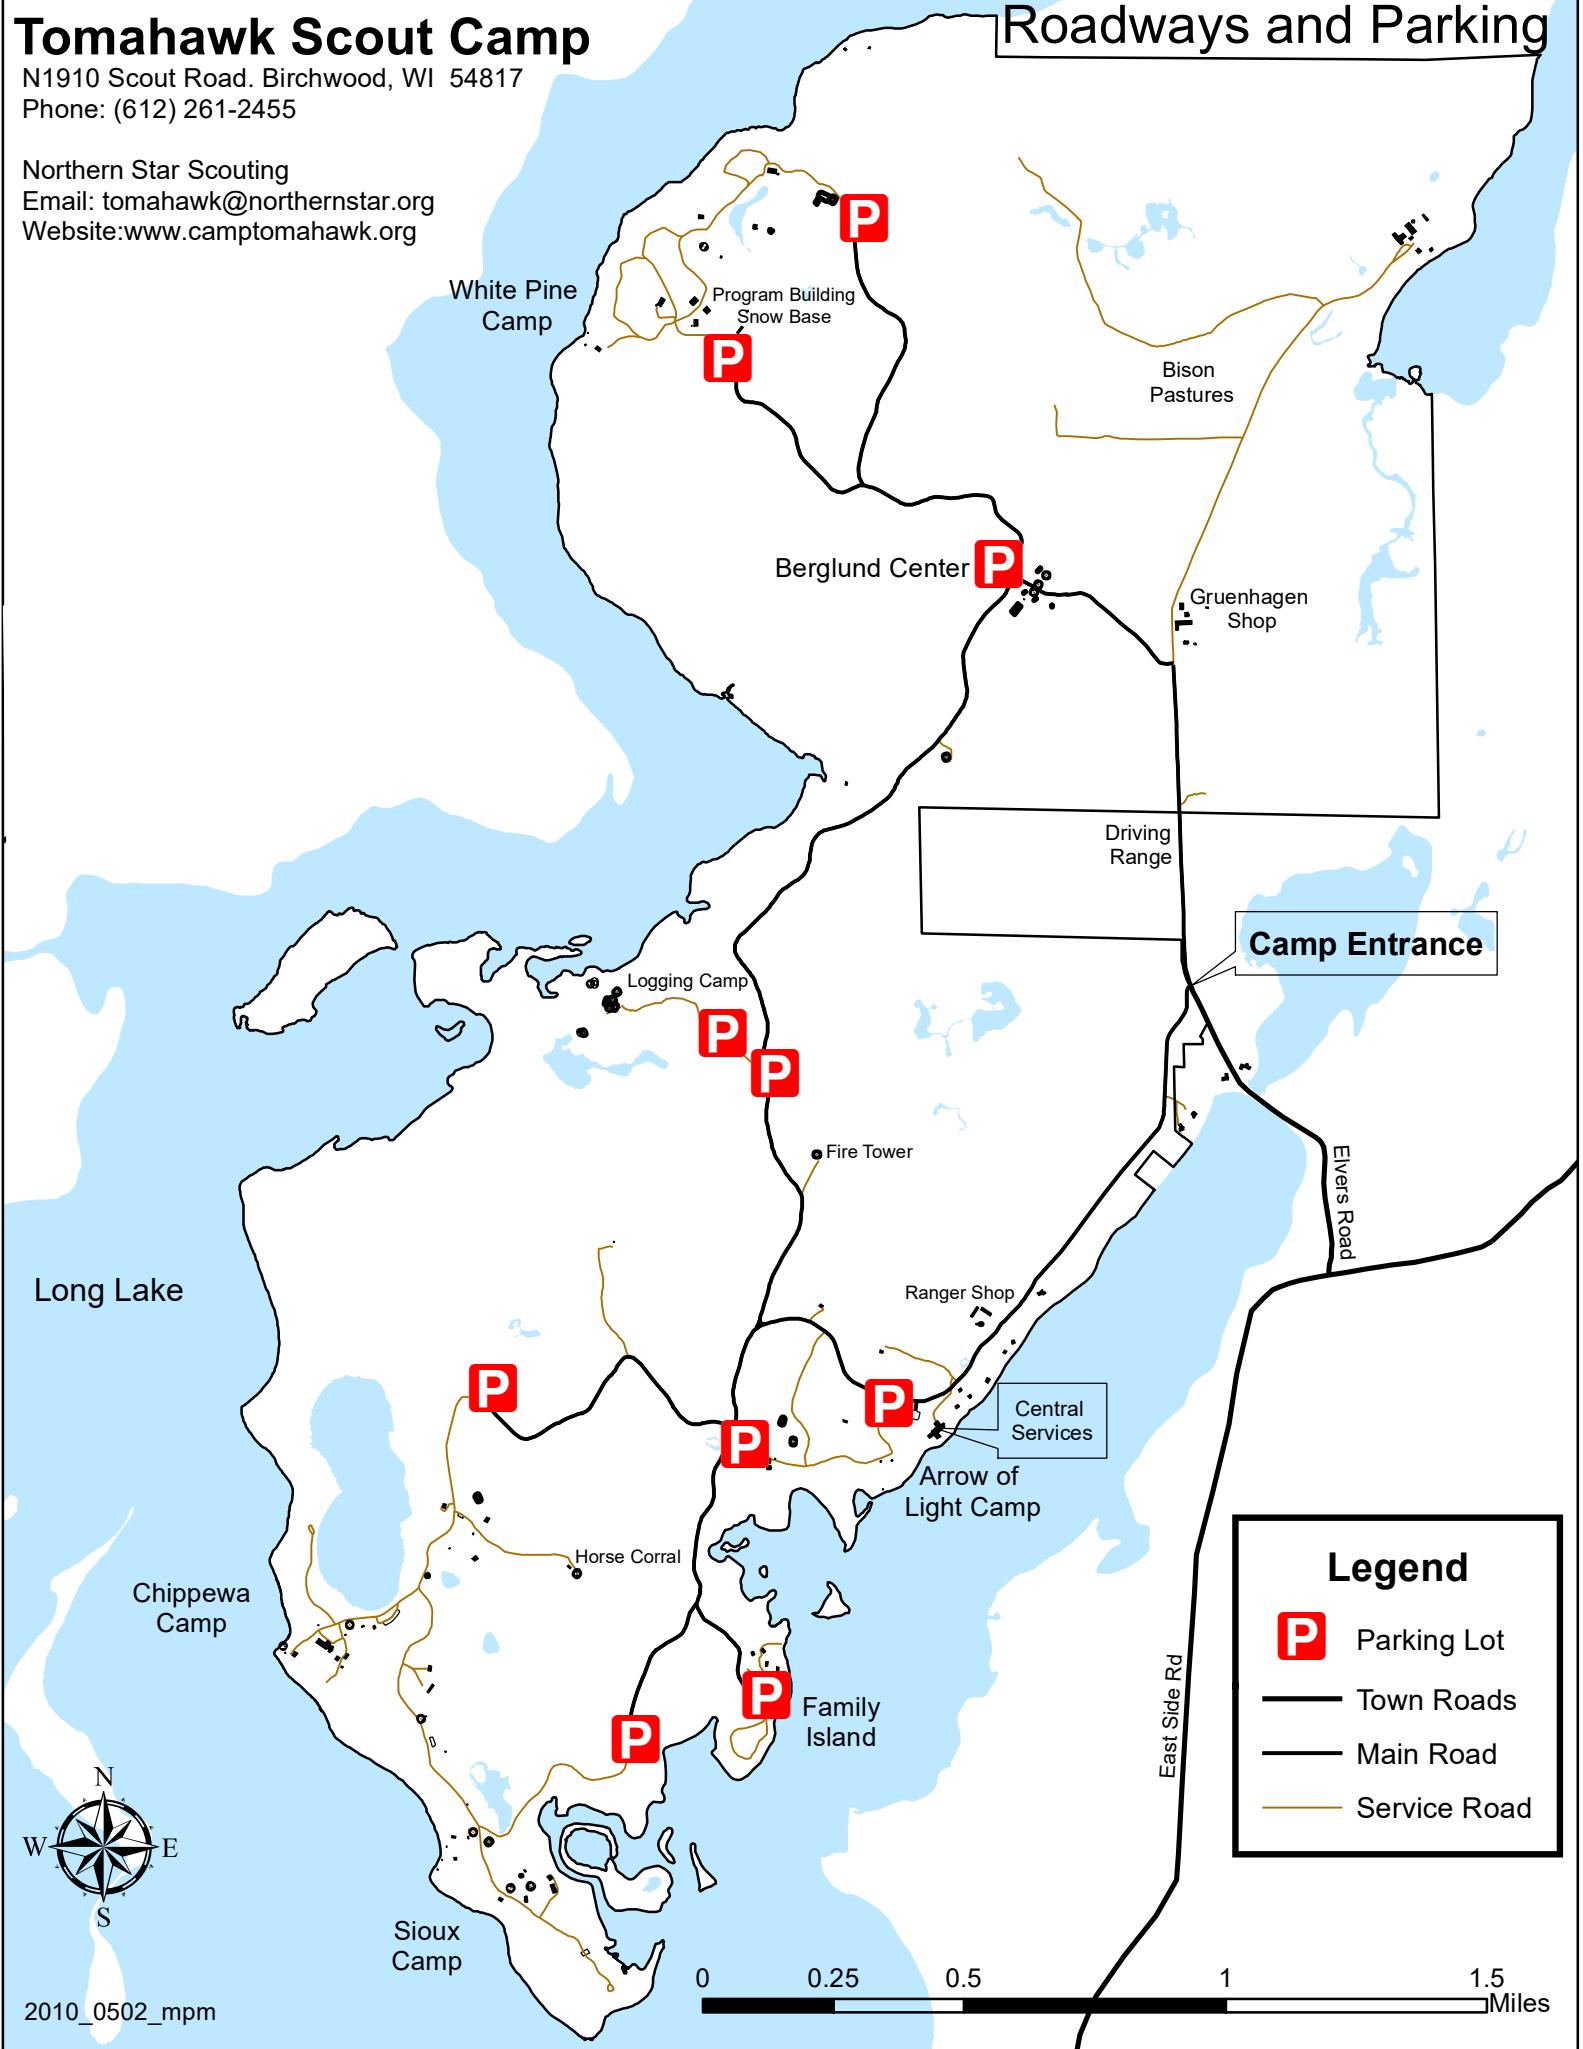 Tomahawk Scout Camp
N1910 Scout Road. Birchwood, WI  54817
Phone: (612) 261-2455
Northern Star Scouting
Email: tomahawk@northernstar.org
Website:www.camptomahawk.org
Roadways and Parking
P
White Pine
Camp
Program Building
Snow Base
P
Bison
Pastures
Berglund Center
P
Gruenhagen
Shop
Driving
Range
Camp Entrance
Logging Camp
P
P
Fire Tower
Elvers Road
Long Lake
Ranger Shop
P
P
P
Central
Services
Arrow of
Light Camp
Horse Corral
Chippewa
Camp
P
Family
Island
P
East Side Rd
Legend
P Parking Lot
Town Roads
Main Road
Service Road
N
W E
S
Sioux
Camp
0 0.25 0.5 1 1.5
Miles
2010_0502_mpm